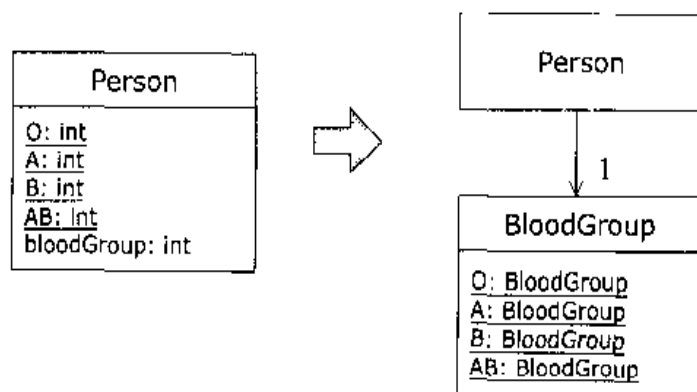 Person
O: int
A: int
B: int
AB: Int
bloodGroup: int
Person
1
BloodGroup
O: BloodGroup
A: BloodGroup
B: BloodGroup
AB: BloodGroup